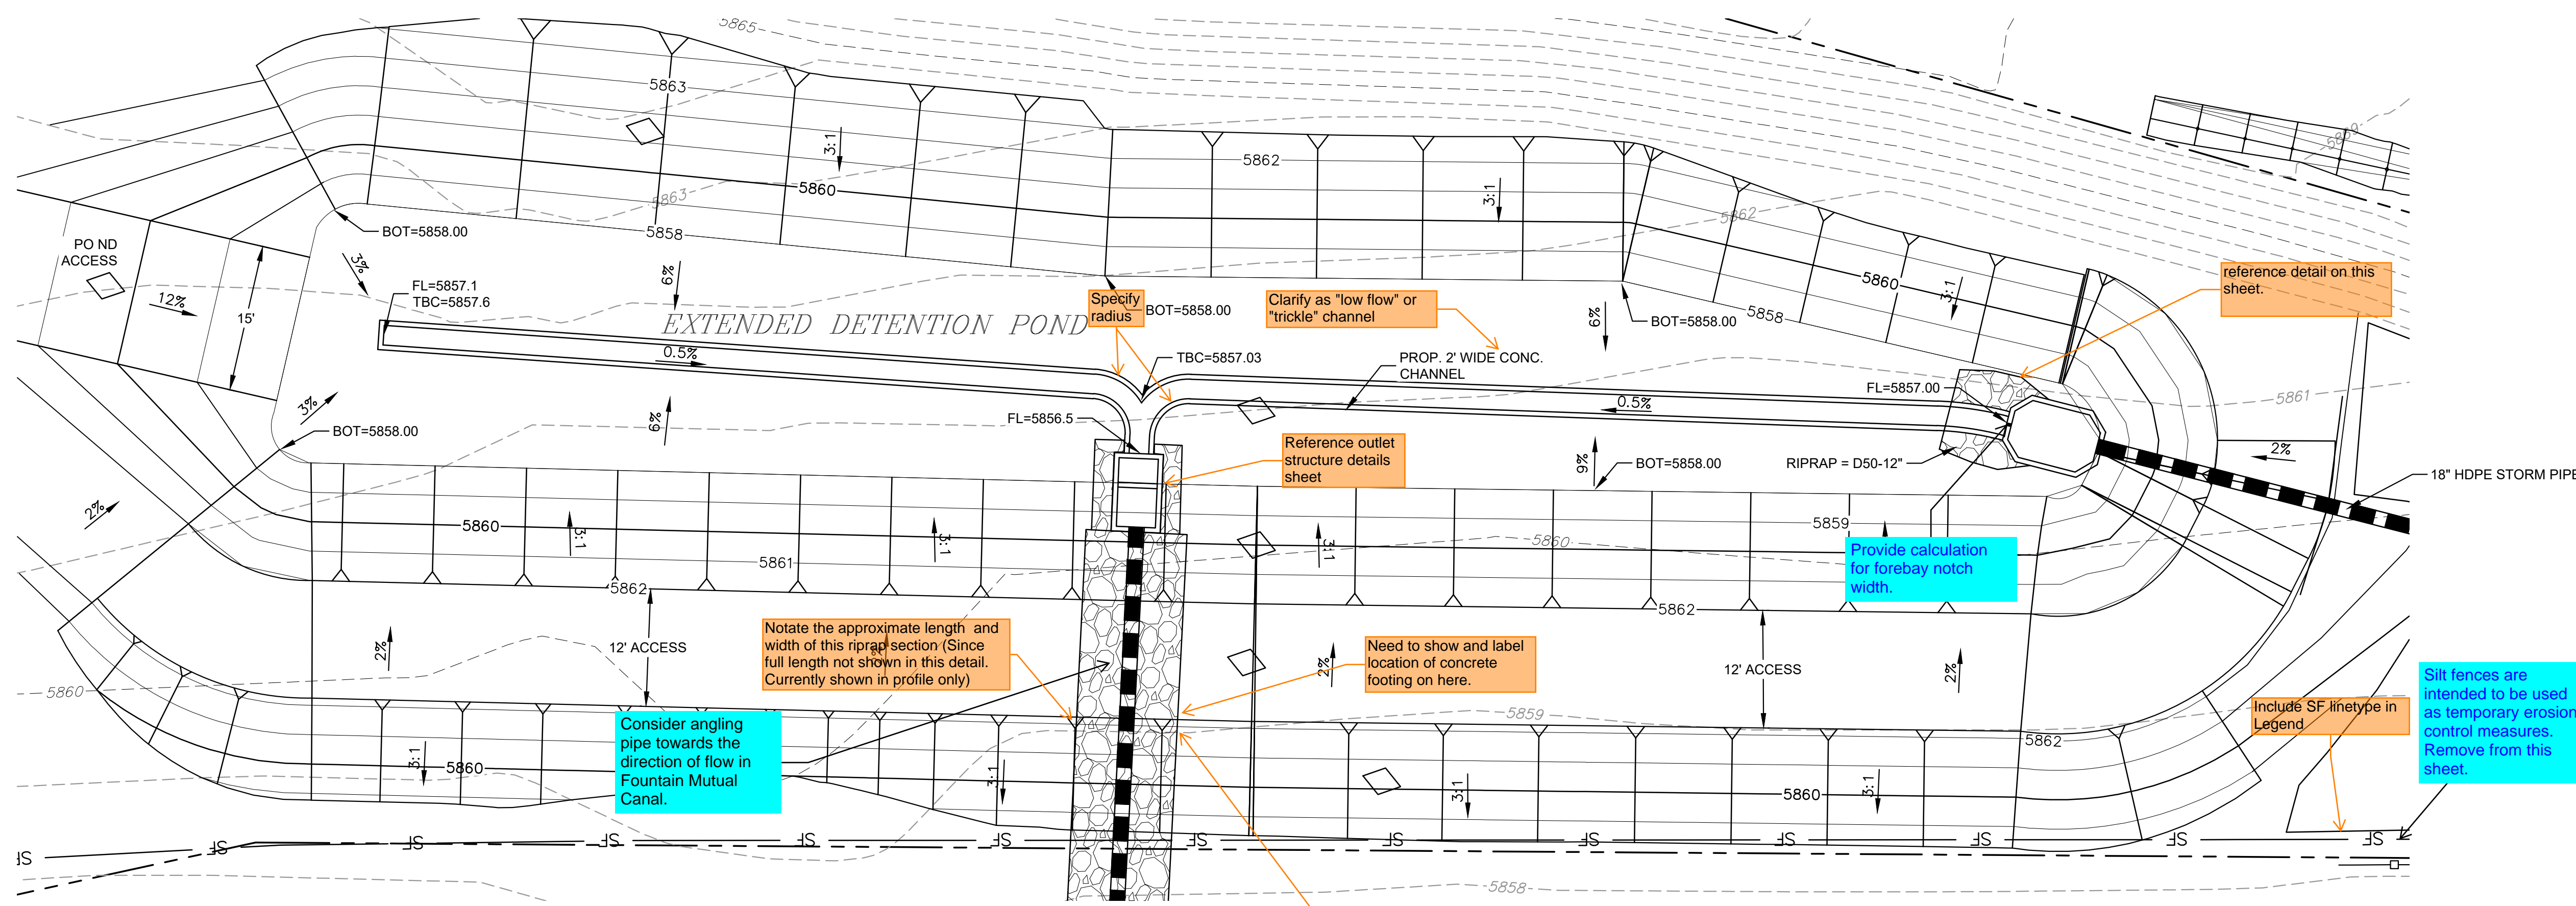 5865
5863
3:1
5862
5869
5860
3:1
5863
5862
5858
BOT=5858.00
PO ND
ACCESS
3%
6%
12%
15'
FL=5857.1
TBC=5857.6
EXTENDED DETENTION POND
Specify
radius
BOT=5858.00
Clarify as "low flow" or
"trickle" channel
6%
BOT=5858.00
5858
5860
3:1
reference detail on this
sheet.
0.5%
TBC=5857.03
PROP. 2' WIDE CONC.
CHANNEL
FL=5857.00
5861
3%
6%
BOT=5858.00
FL=5856.5
0.5%
Reference outlet
structure details
sheet
6%
BOT=5858.00
RIPRAP = D50-12"
2%
18" HDPE STORM PIPE
2%
5860
3:1
5861
3:1
3:1
5860
5859
5862
5862
Provide calculation
for forebay notch
width.
2%
12' ACCESS
Notate the approximate length and
width of this riprap section (Since
full length not shown in this detail.
Currently shown in profile only)
2%
Need to show and label
location of concrete
footing on here.
2%
12' ACCESS
2%
5860
5859
5862
Include SF linetype in
Legend
Silt fences are
intended to be used
as temporary erosion
control measures.
Remove from this
sheet.
Consider angling
pipe towards the
direction of flow in
Fountain Mutual
Canal.
3:1
5860
3:1
3:1
5860
3:1
SF
SF
SF
SF
SF
SF
SF
SF
SF
SF
SF
SF
SF
5858